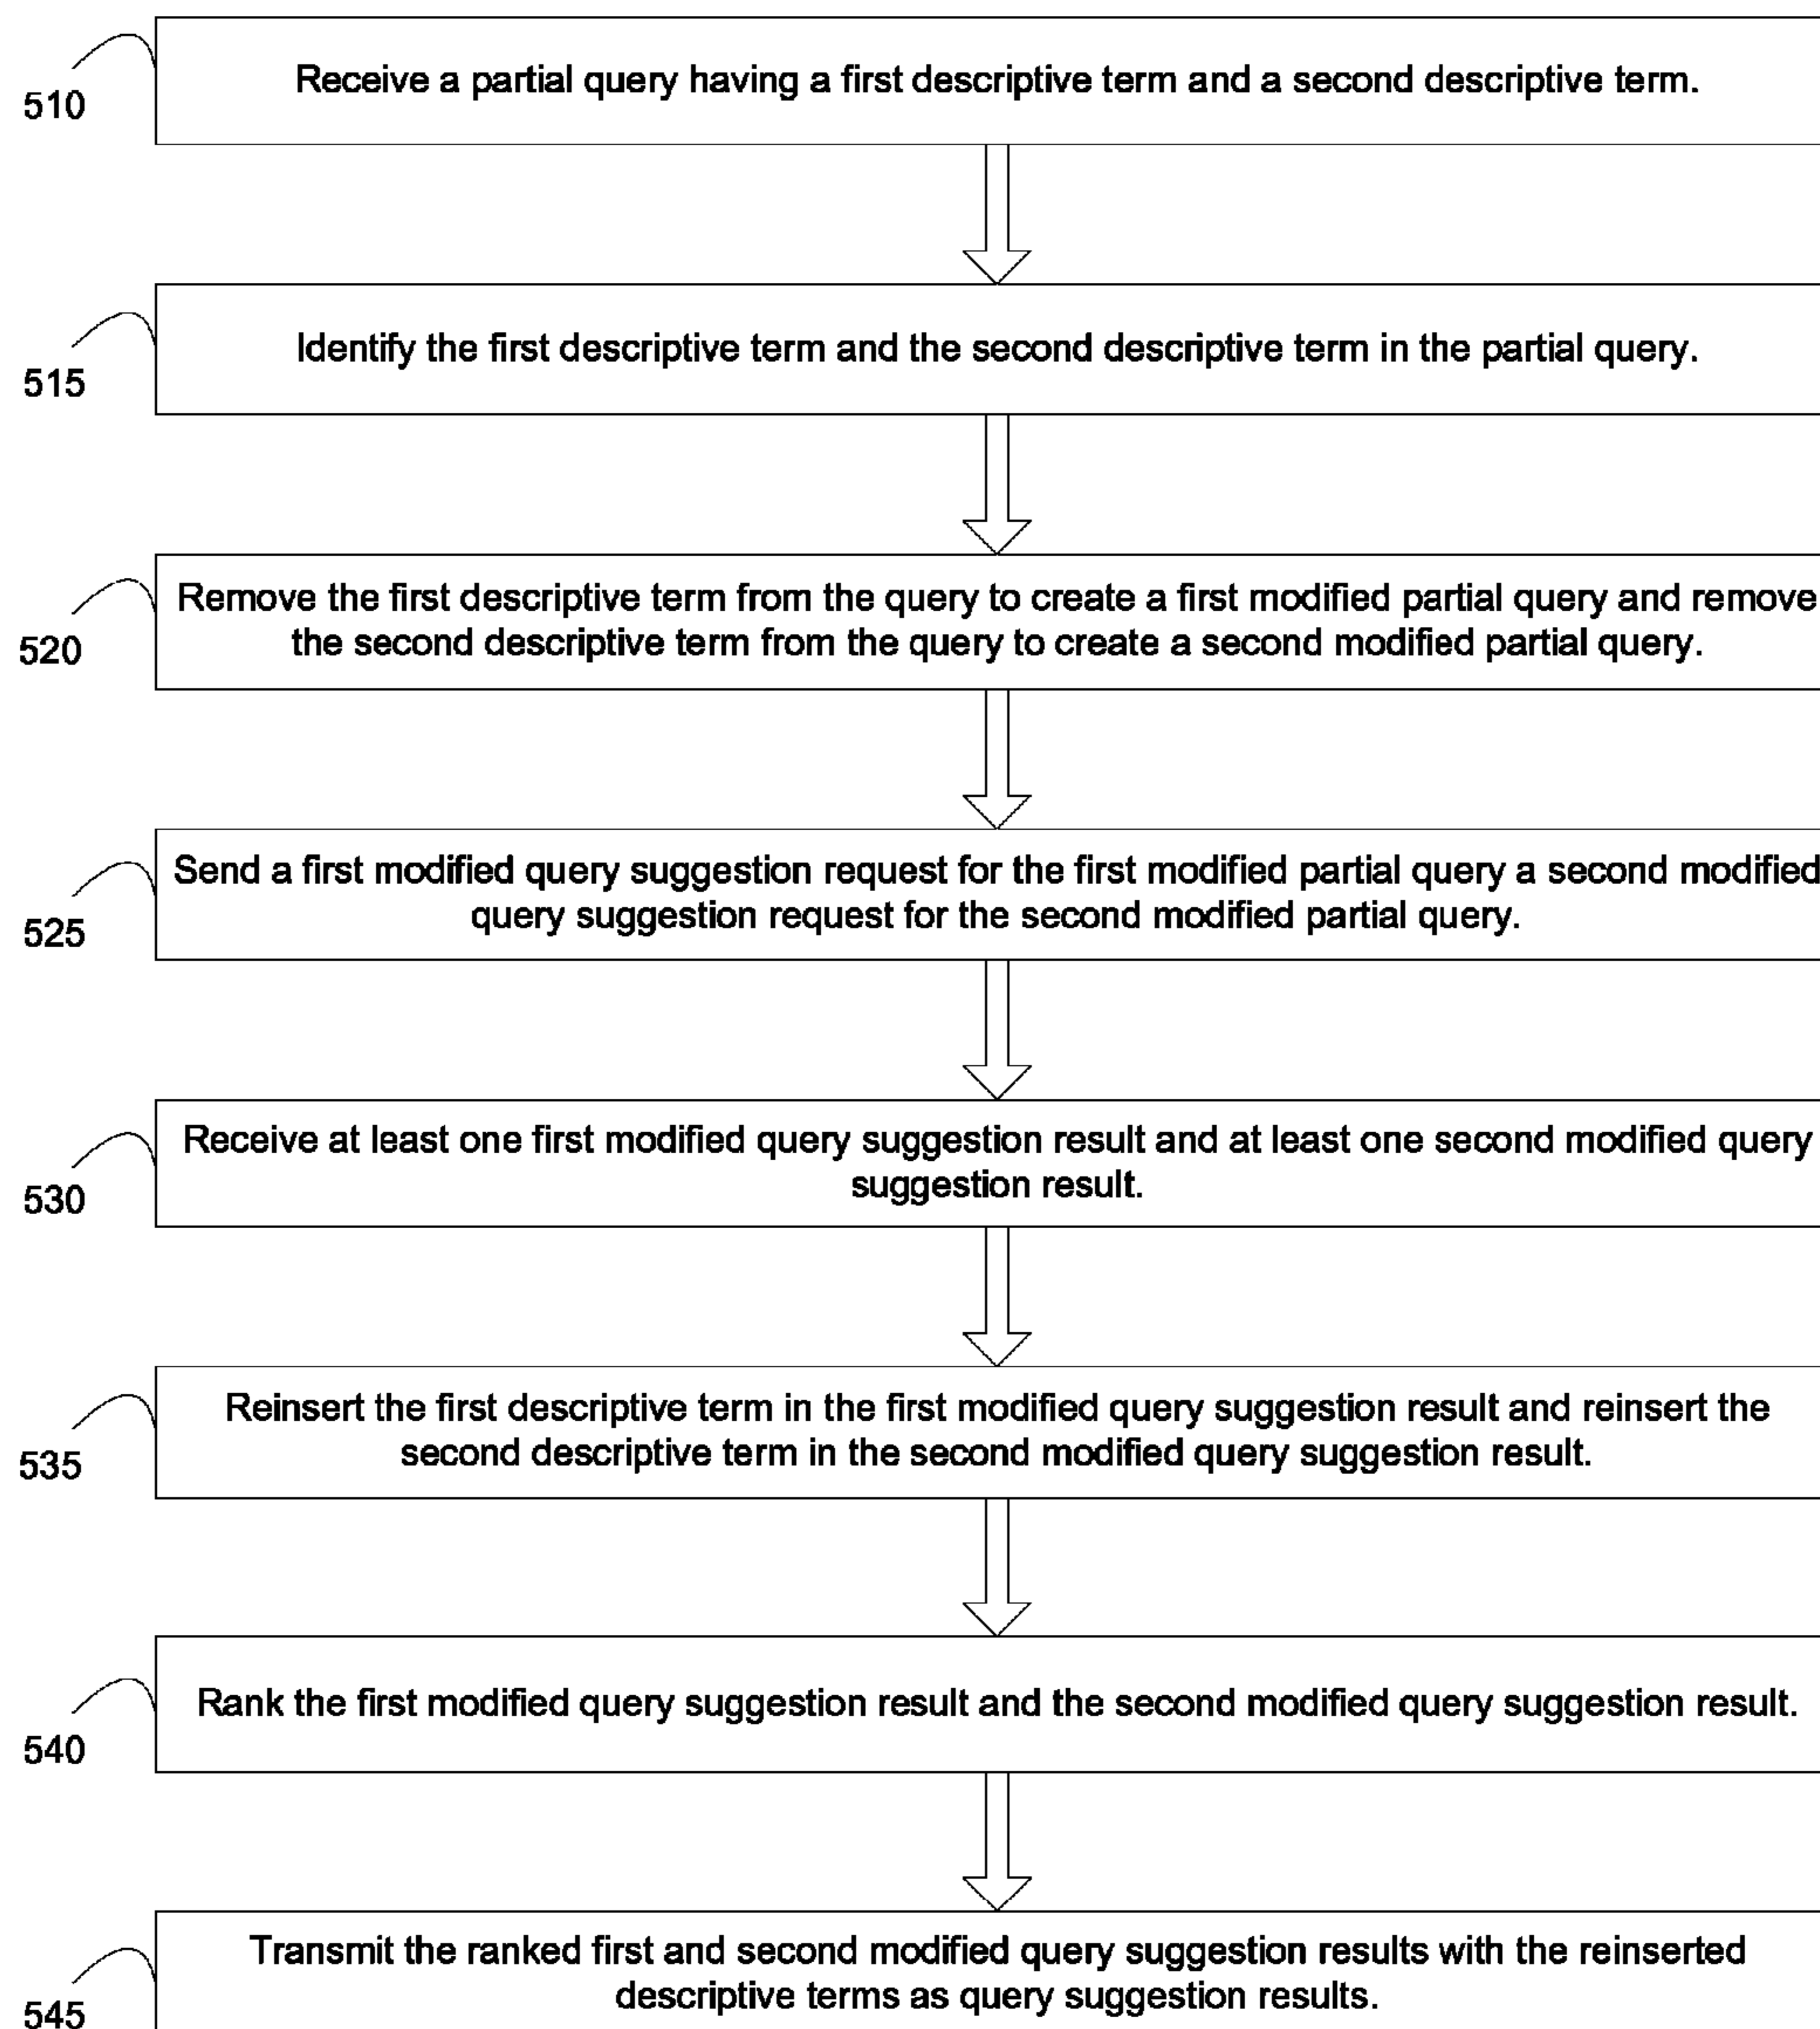 510
Receive a partial query having a first descriptive term and a second descriptive term.
515
Identify the first descriptive term and the second descriptive term in the partial query.
520
Remove the first descriptive term from the query to create a first modified partial query and remove
the second descriptive term from the query to create a second modified partial query.
525
Send a first modified query suggestion request for the first modified partial query a second modified
query suggestion request for the second modified partial query.
530
Receive at least one first modified query suggestion result and at least one second modified query
suggestion result.
535
Reinsert the first descriptive term in the first modified query suggestion result and reinsert the
second descriptive term in the second modified query suggestion result.
540
Rank the first modified query suggestion result and the second modified query suggestion result.
545
Transmit the ranked first and second modified query suggestion results with the reinserted
descriptive terms as query suggestion results.